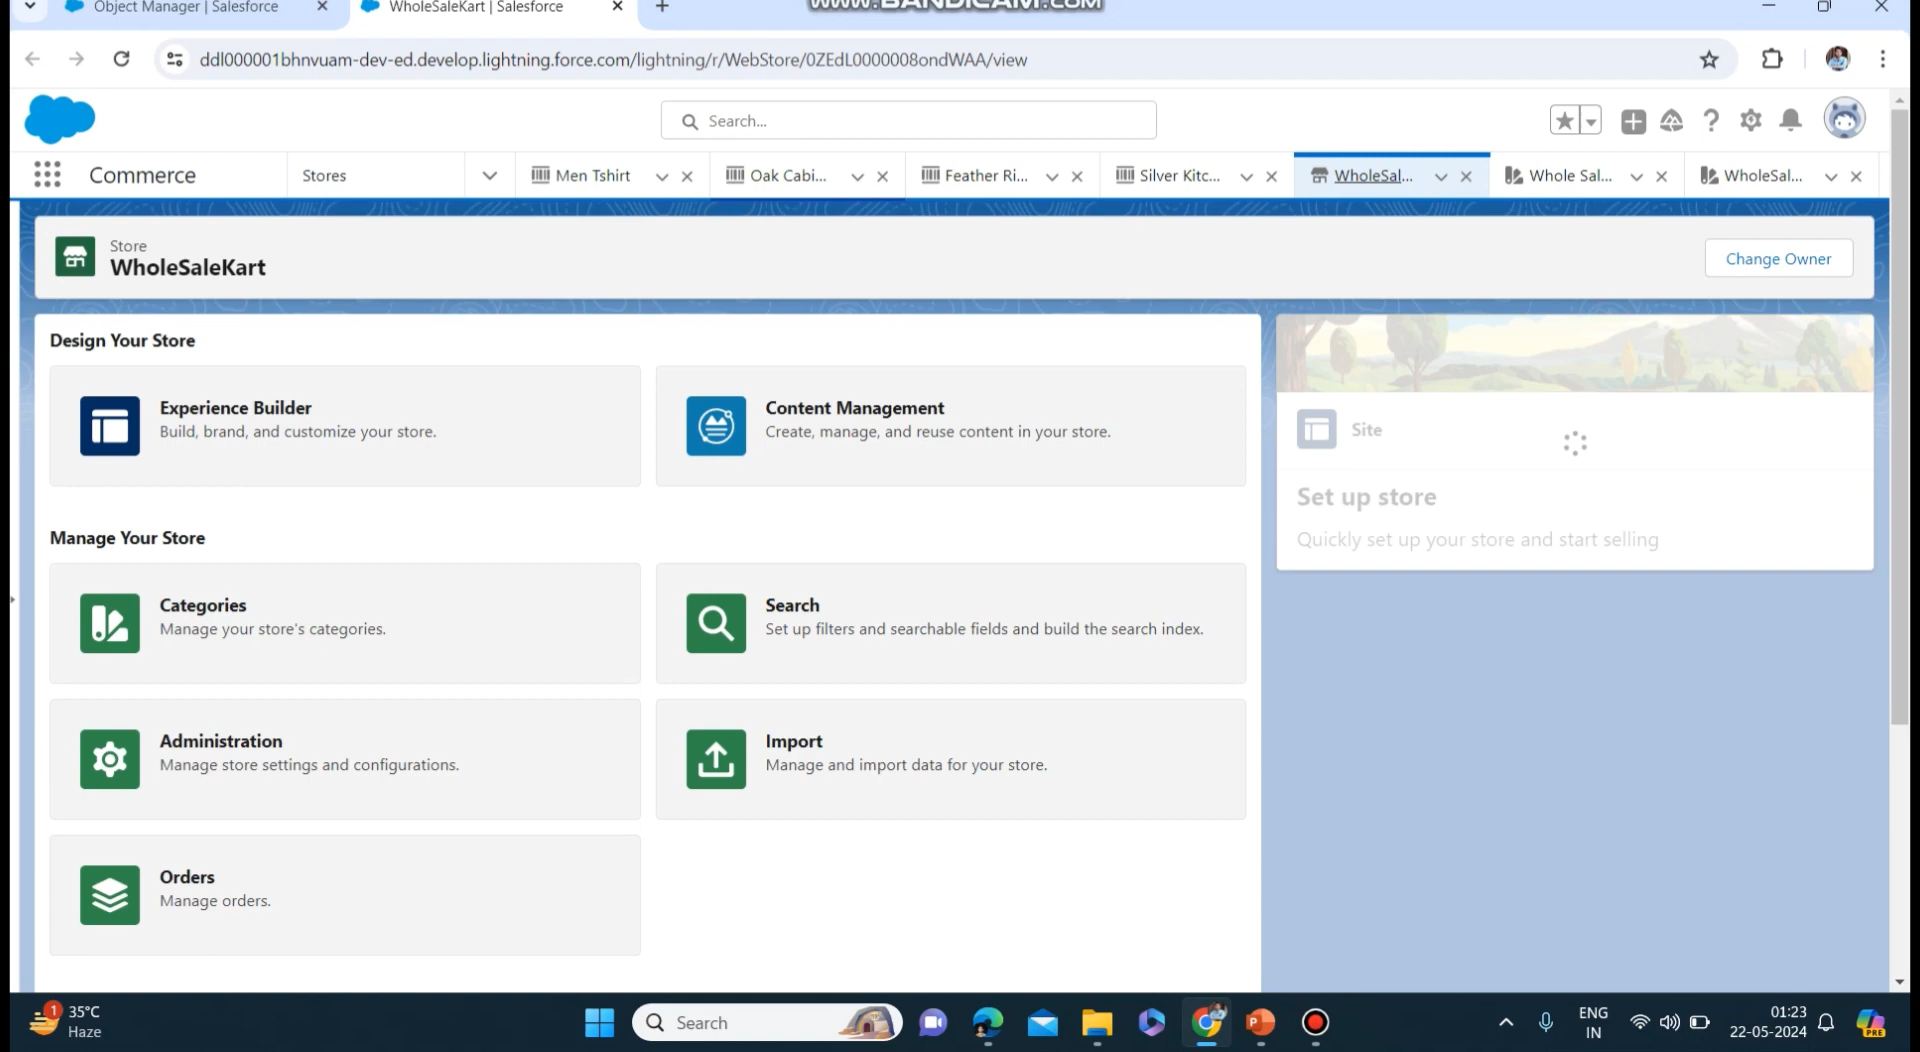 www.BANDICAM.com
Object Manager | Salesforce
WholeSaleKart | Salesforce
ddl000001bhnvuam-dev-ed.develop.lightning.force.com/lightning/r/WebStore/0ZEdL0000008ondWAA/view
Search...
Commerce
Stores
Men Tshirt
Oak Cabi...
Feather Ri...
Silver Kitc...
WholeSal...
Whole Sal...
WholeSal...
Store
WholeSaleKart
Change Owner
Design Your Store
Experience Builder
Build, brand, and customize your store.
Content Management
Create, manage, and reuse content in your store.
Site
Set up store
Quickly set up your store and start selling
Manage Your Store
Categories
Manage your store's categories.
Search
Set up filters and searchable fields and build the search index.
Administration
Manage store settings and configurations.
Import
Manage and import data for your store.
Orders
Manage orders.
1
35°C
Haze
Search
P
ENG
IN
01:23
22-05-2024
PRE